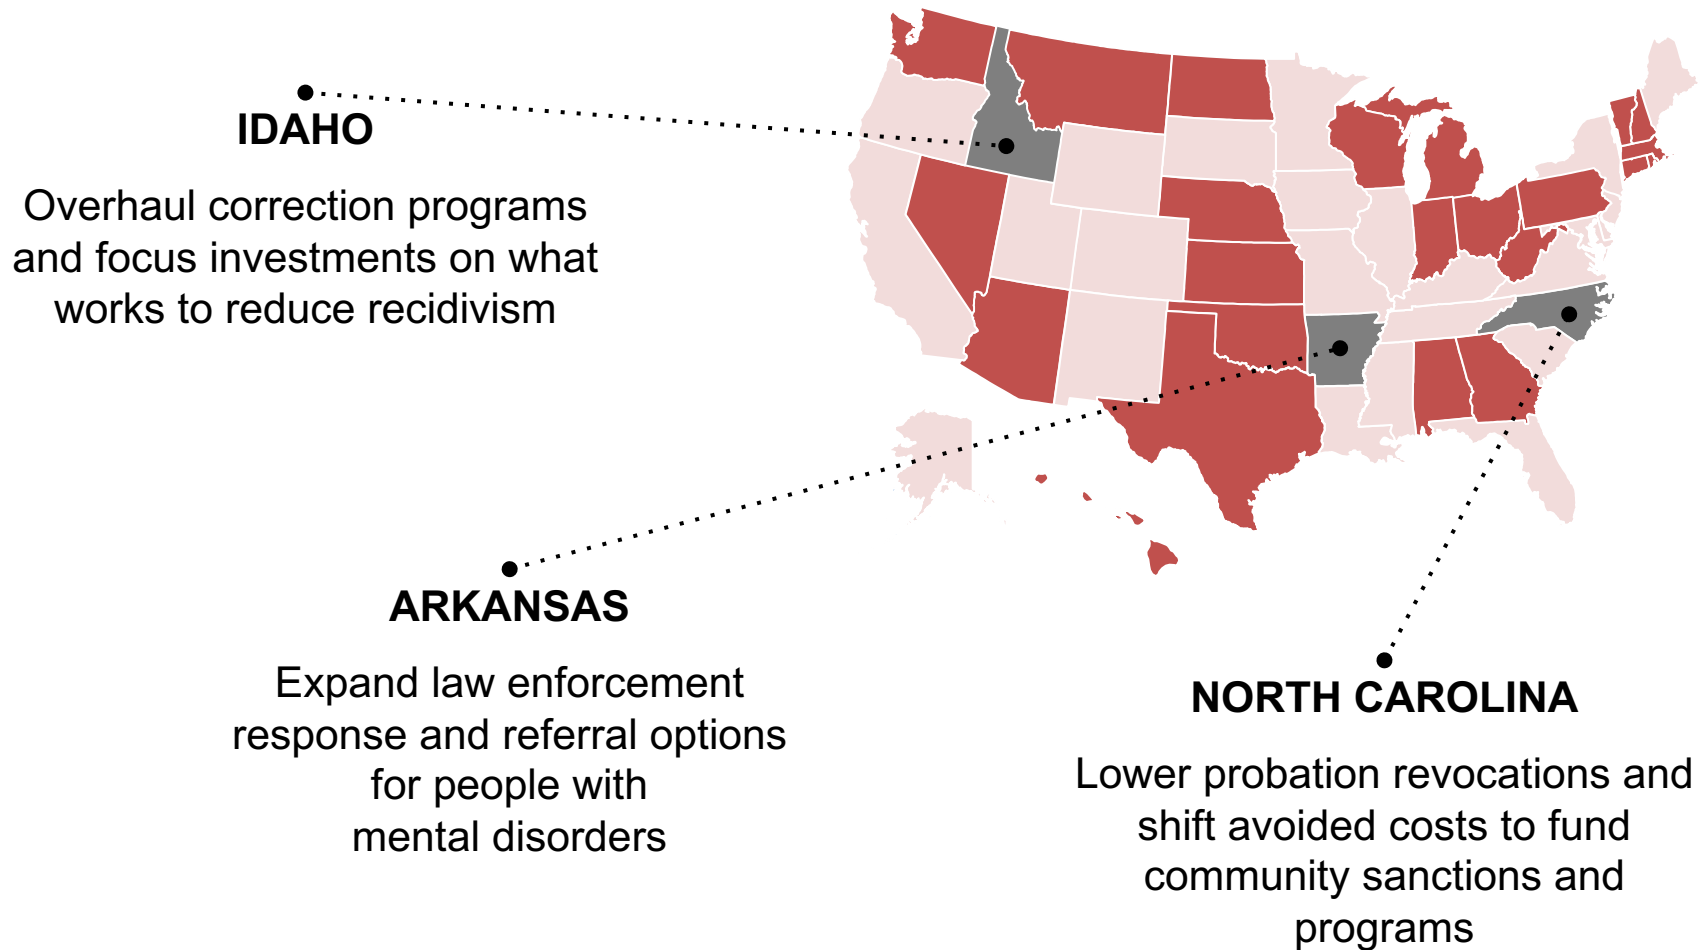 IDAHO
Overhaul correction programs
and focus investments on what
works to reduce recidivism
ARKANSAS
Expand law enforcement
response and referral options
for people with
mental disorders
NORTH CAROLINA
Lower probation revocations and
shift avoided costs to fund
community sanctions and
programs